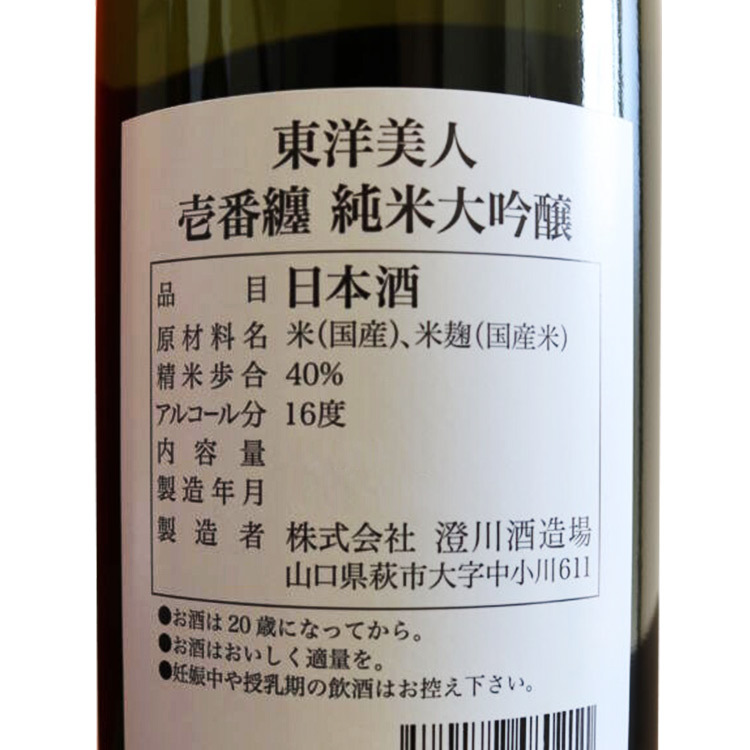 東洋美人
壱番纏 純米大吟醸
品目 日本酒
原材料名 米(国産)、米麹(国産米)
精米歩合 40%
アルコール分 16度
内容量
製造年月
製造者 株式会社 澄川酒造場
山口県萩市大字中小川611
●お酒は20歳になってから。
●お酒はおいしく適量を。
●妊娠中や授乳期の飲酒はお控え下さい。